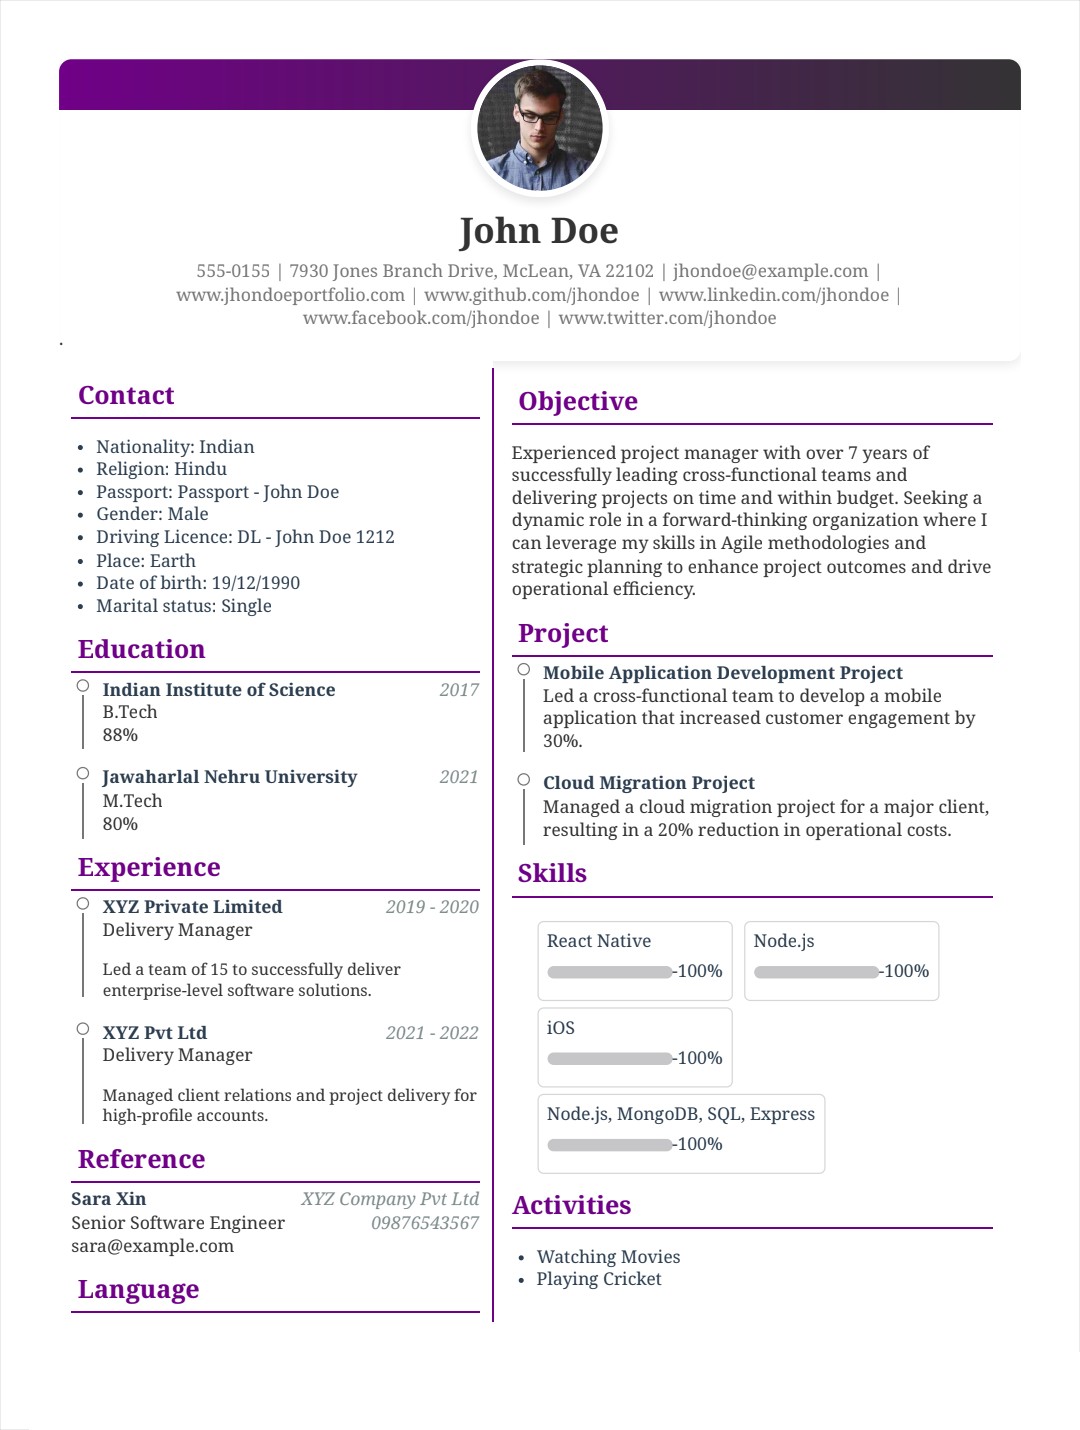 John Doe
555-0155 | 7930 Jones Branch Drive, McLean, VA 22102 | jhondoe@example.com |
www.jhondoeportfolio.com | www.github.com/jhondoe | www.linkedin.com/jhondoe |
www.facebook.com/jhondoe | www.twitter.com/jhondoe
.
Contact
• Nationality: Indian
• Religion: Hindu
• Passport: Passport - John Doe
• Gender: Male
• Driving Licence: DL - John Doe 1212
• Place: Earth
• Date of birth: 19/12/1990
• Marital status: Single
Education
Indian Institute of Science 2017
B.Tech
88%
Jawaharlal Nehru University 2021
M.Tech
80%
Experience
XYZ Private Limited 2019 - 2020
Delivery Manager
Led a team of 15 to successfully deliver
enterprise-level software solutions.
XYZ Pvt Ltd 2021 - 2022
Delivery Manager
Managed client relations and project delivery for
high-profile accounts.
Reference
Sara Xin XYZ Company Pvt Ltd
Senior Software Engineer 09876543567
sara@example.com
Language
Objective
Experienced project manager with over 7 years of
successfully leading cross-functional teams and
delivering projects on time and within budget. Seeking a
dynamic role in a forward-thinking organization where I
can leverage my skills in Agile methodologies and
strategic planning to enhance project outcomes and drive
operational efficiency.
Project
Mobile Application Development Project
Led a cross-functional team to develop a mobile
application that increased customer engagement by
30%.
Cloud Migration Project
Managed a cloud migration project for a major client,
resulting in a 20% reduction in operational costs.
Skills
React Native
-100%
Node.js
-100%
iOS
-100%
Node.js, MongoDB, SQL, Express
-100%
Activities
• Watching Movies
• Playing Cricket